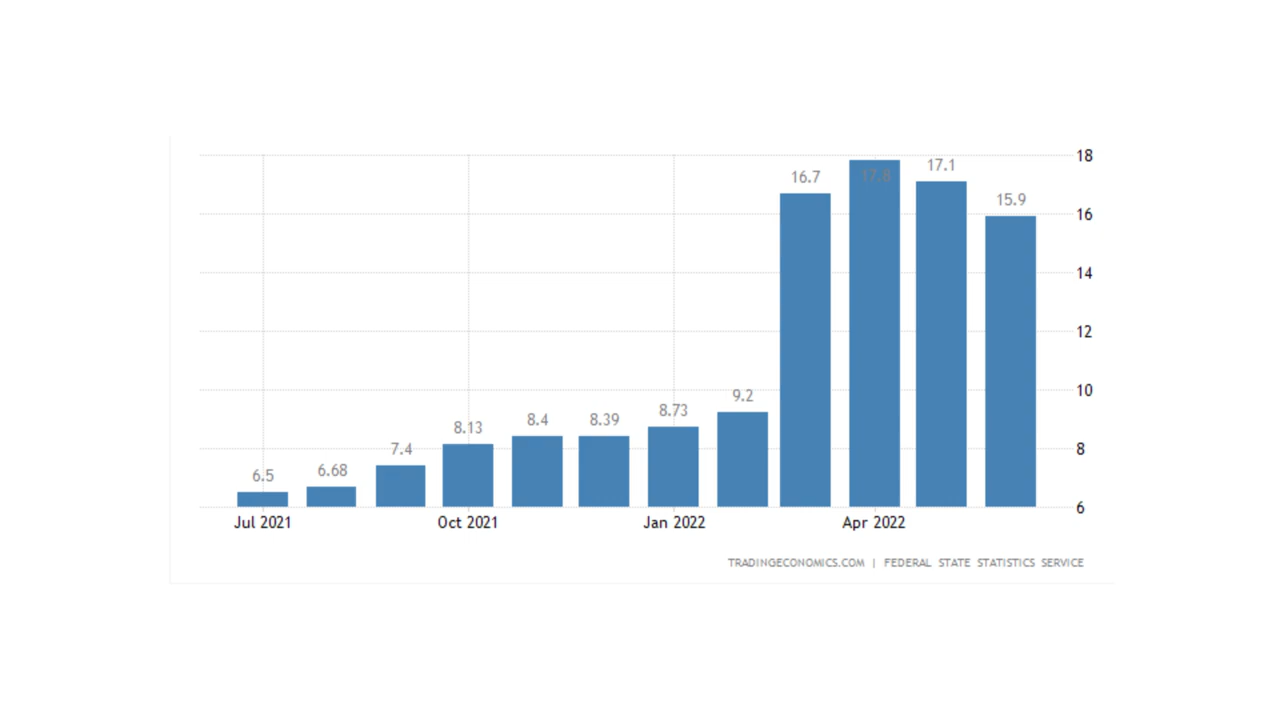 18
16.7 17.8 17.1
15.9
16
14
12
10
9.2
8.13 8.4 8.39 8.73
7.4
8
6.5 6.68
6
Jul 2021 Oct 2021 Jan 2022 Apr 2022
TRADINGECONOMICS.COM | FEDERAL STATE STATISTICS SERVICE